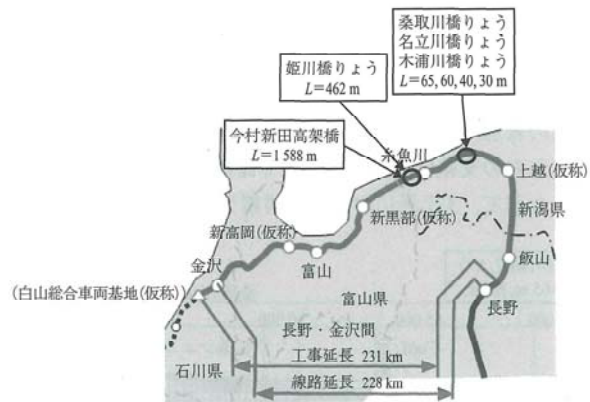 桑取川橋りょう
名立川橋りょう
木浦川橋りょう
L=65, 60, 40, 30 m
姫川橋りょう
L=462 m
今村新田高架橋
L=1 588 m
糸魚川
上越(仮称)
新潟県
新黒部(仮称)
新高岡(仮称)
富山
飯山
金沢
(白山総合車両基地(仮称))
富山県
長野
長野・金沢間
工事延長 231 km
石川県
線路延長 228 km